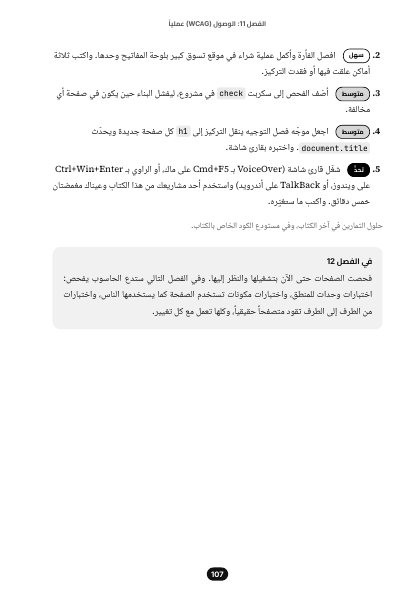 الفصل 11: الوصول (WCAG) عملياً
2. سهل افصل الفأرة وأكمل عملية شراء في موقع تسوق كبير بلوحة المفاتيح وحدها. واكتب ثلاثة
أماكن علقت فيها أو فقدت التركيز.
3. متوسط أضف الفحص إلى سكربت check في مشروع، ليفشل البناء حين يكون في صفحة أي
مخالفة.
4. متوسط اجعل موجّه فصل التوجيه ينقل التركيز إلى h1 كل صفحة جديدة ويحدّث
document.title. واختبره بقارئ شاشة.
5. تحدٍّ شغّل قارئ شاشة (VoiceOver بـ Cmd+F5 على ماك، أو الراوي بـ Ctrl+Win+Enter
على ويندوز، أو TalkBack على أندرويد) واستخدم أحد مشاريعك من هذا الكتاب وعيناك مغمضتان
خمس دقائق. واكتب ما ستغيّره.
حلول التمارين في آخر الكتاب، وفي مستودع الكود الخاص بالكتاب.
في الفصل 12
فحصت الصفحات حتى الآن بتشغيلها والنظر إليها. وفي الفصل التالي ستدع الحاسوب يفحص:
اختبارات وحدات للمنطق، واختبارات مكونات تستخدم الصفحة كما يستخدمها الناس، واختبارات
من الطرف إلى الطرف تقود متصفحاً حقيقياً، وكلها تعمل مع كل تغيير.
107